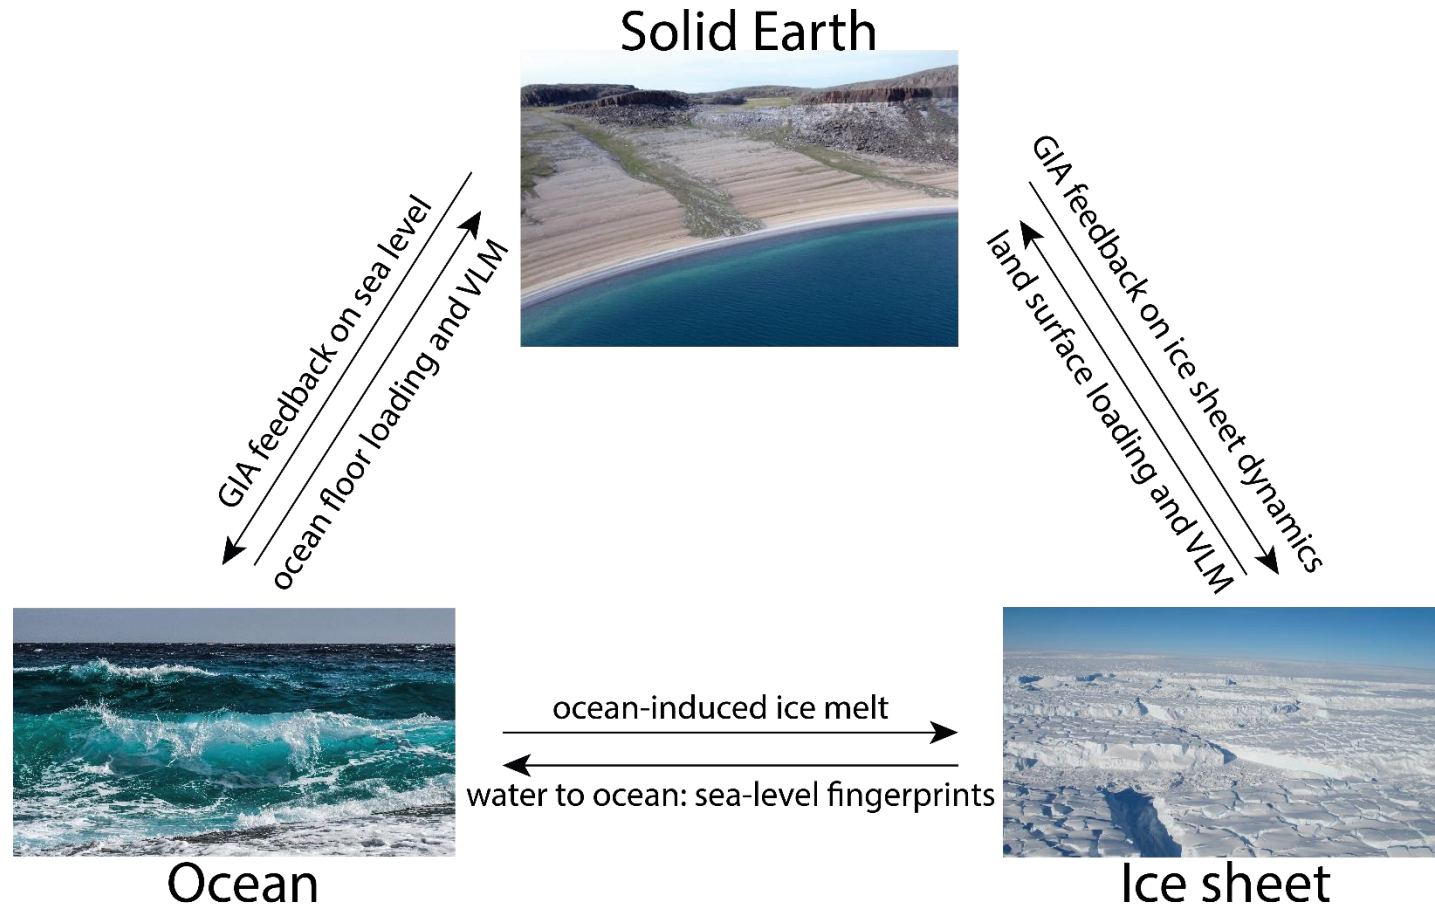 Solid Earth
GIA feedback on sea level
ocean floor loading and VLM
GIA feedback on ice sheet dynamics
land surface loading and VLM
ocean-induced ice melt
water to ocean: sea-level fingerprints
Ocean
Ice sheet